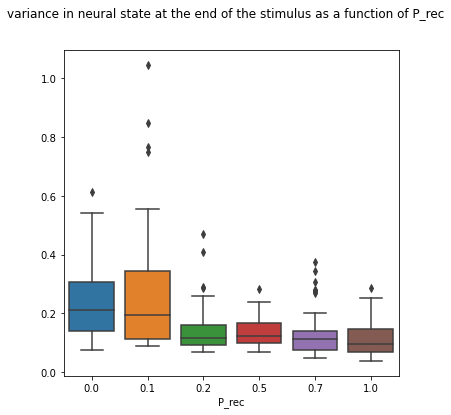 variance in neural state at the end of the stimulus as a function of P_rec
1.0
0.8
0.6
0.4
0.2
0.0
0.0 0.1 0.2 0.5 0.7 1.0
P_rec